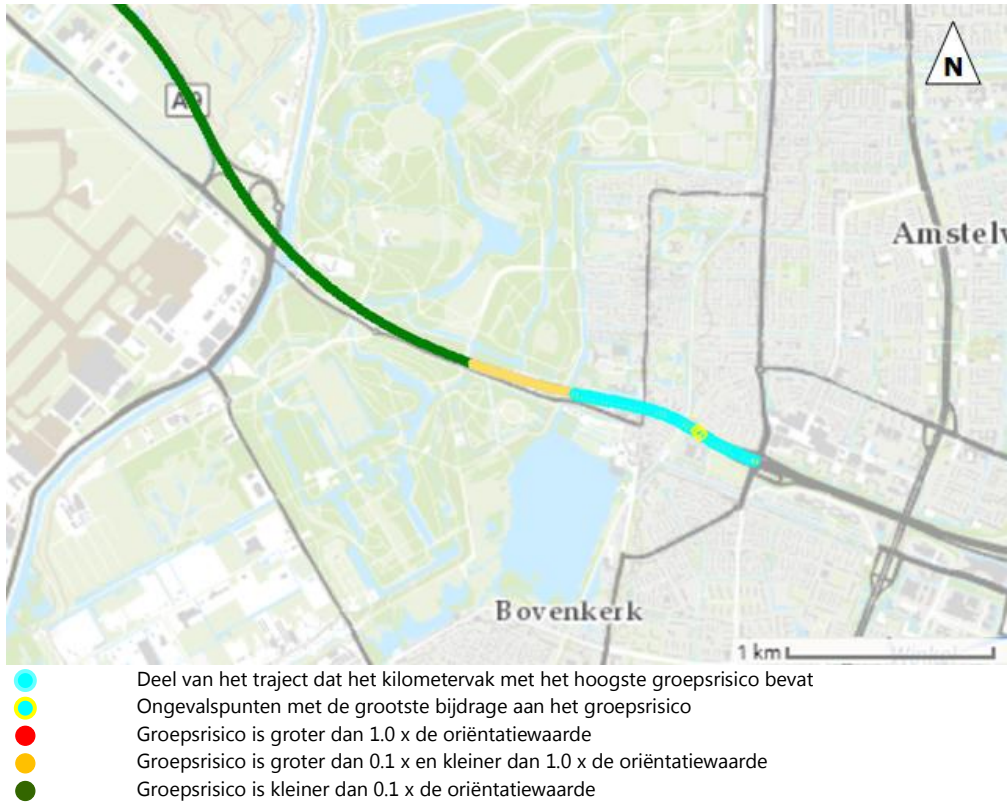 N
A9
Amstelv
Bovenkerk
1 km
Deel van het traject dat het kilometervak met het hoogste groepsrisico bevat
Ongevalspunten met de grootste bijdrage aan het groepsrisico
Groepsrisico is groter dan 1.0 x de oriëntatiewaarde
Groepsrisico is groter dan 0.1 x en kleiner dan 1.0 x de oriëntatiewaarde
Groepsrisico is kleiner dan 0.1 x de oriëntatiewaarde